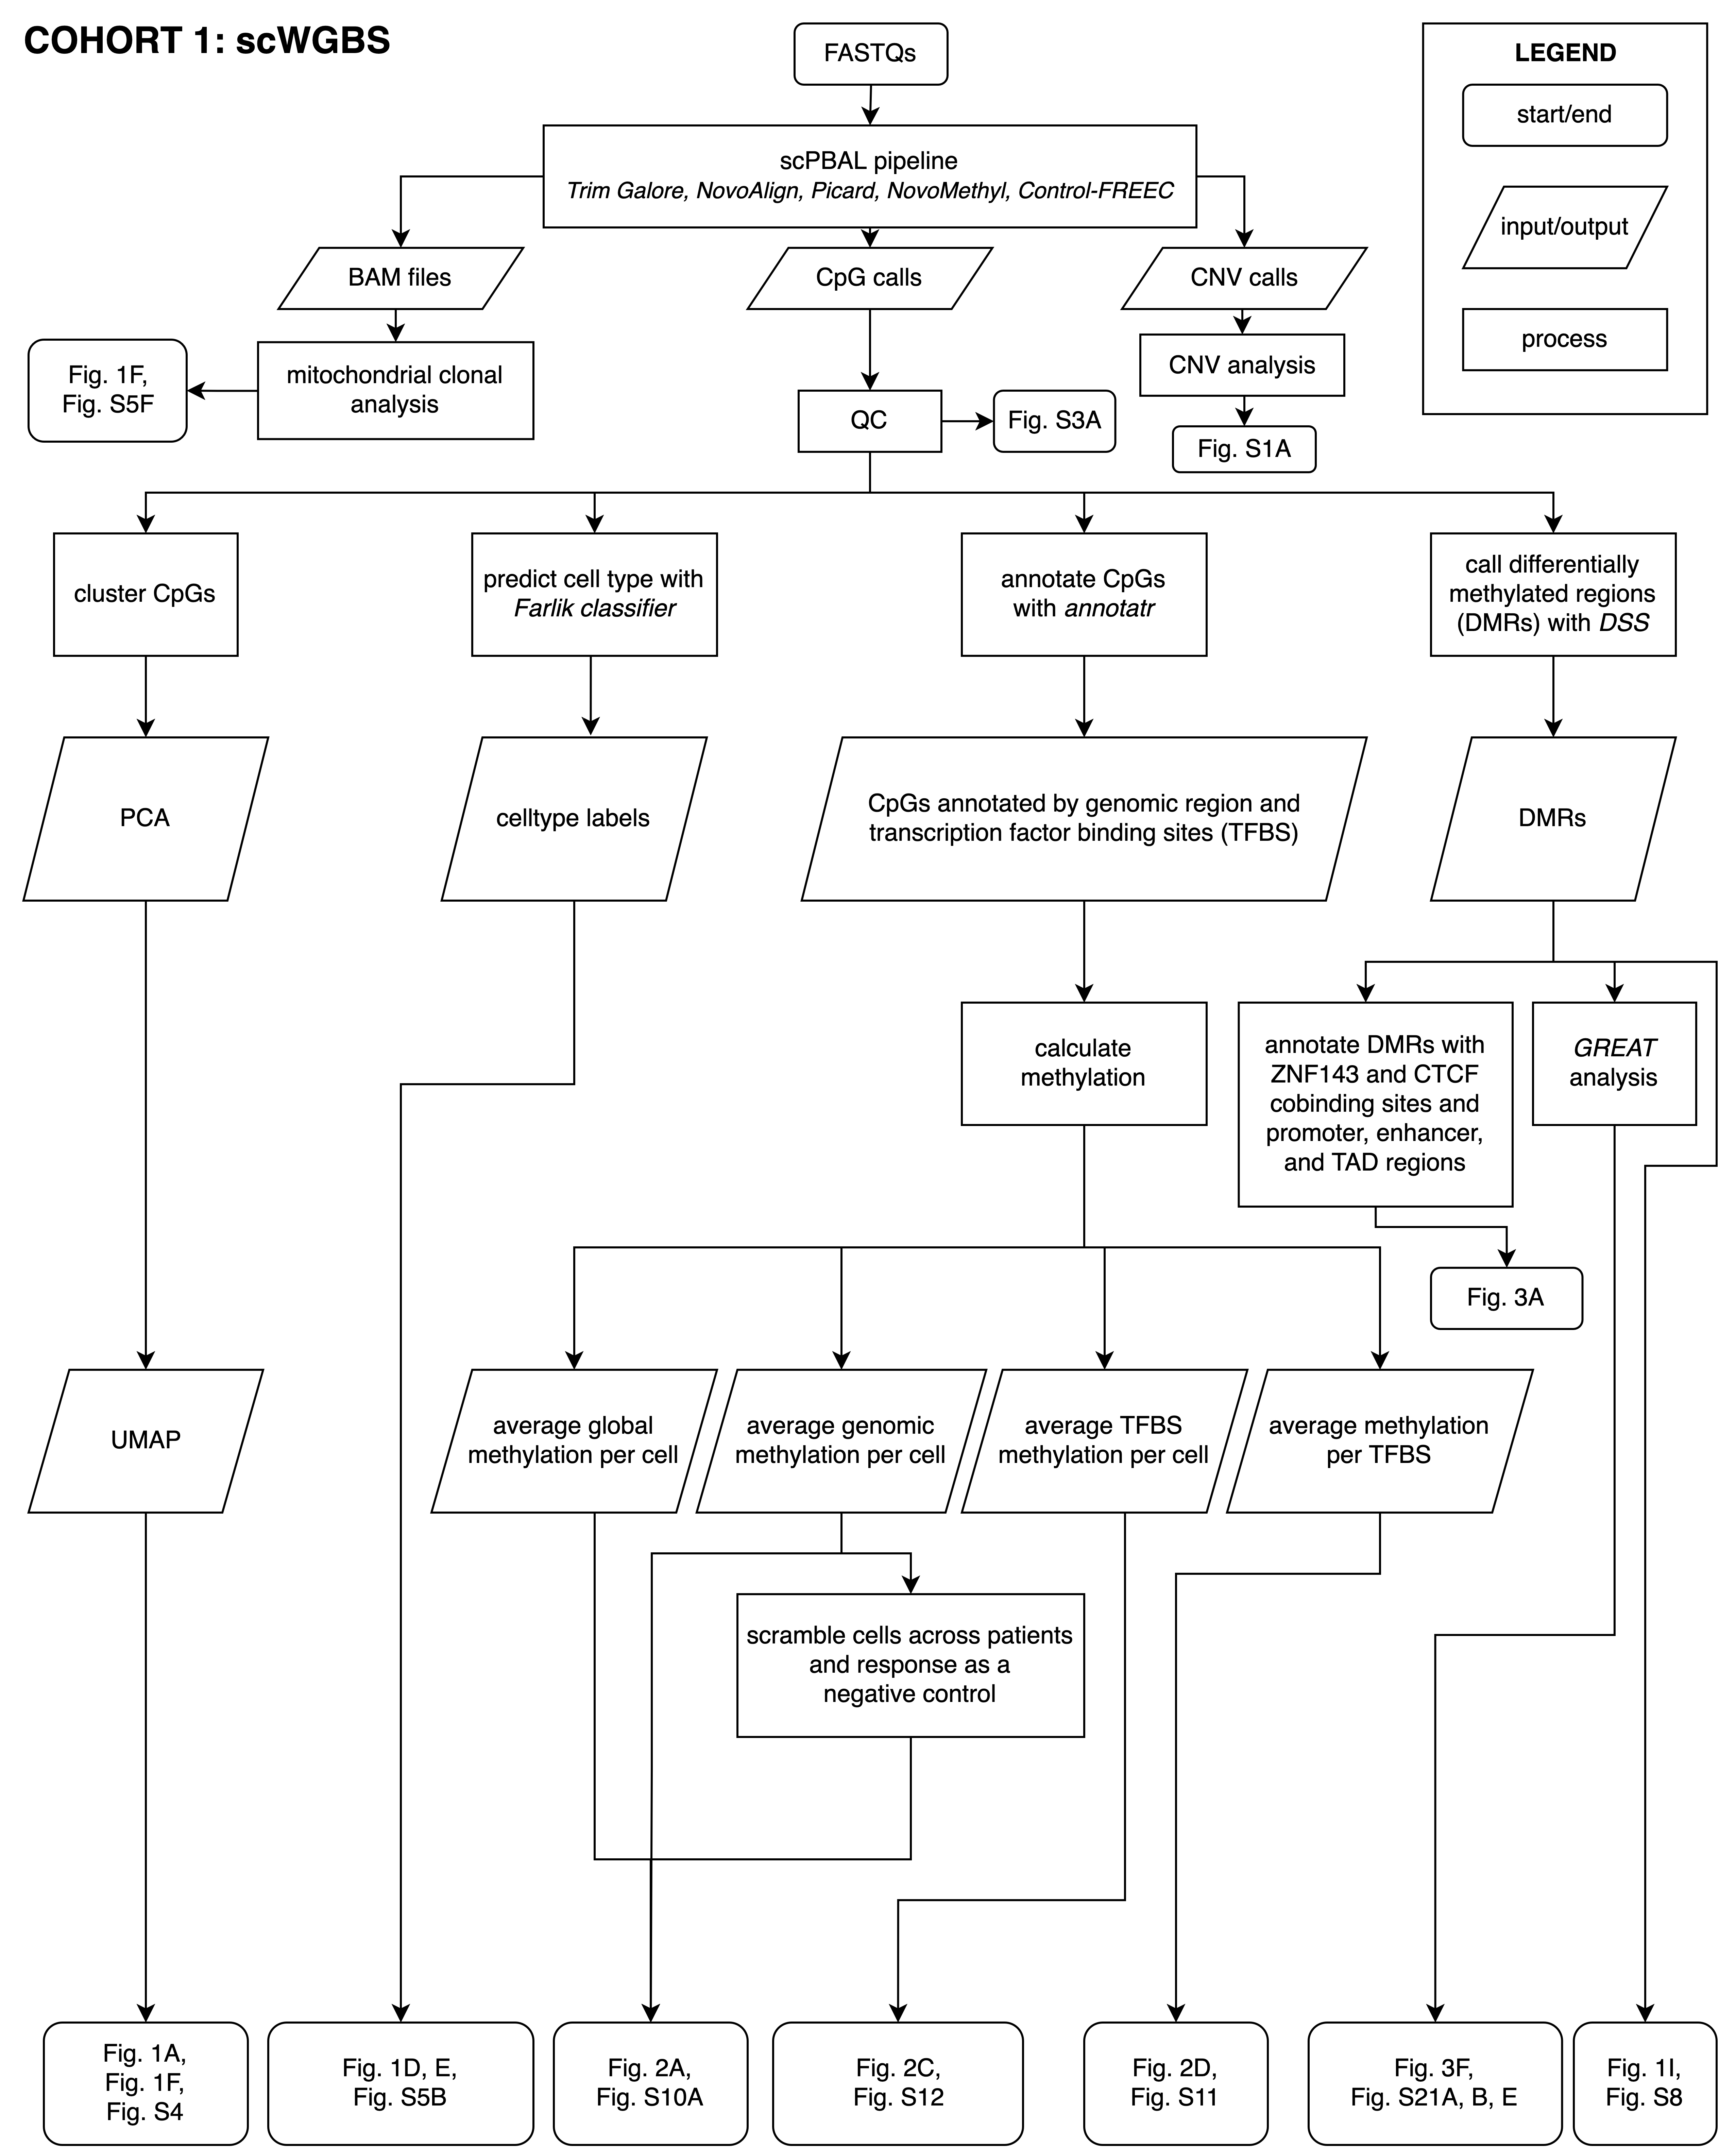 COHORT 1: scWGBS
FASTQs
LEGEND
start/end
input/output
process
scPBAL pipeline
Trim Galore, NovoAlign, Picard, NovoMethyl, Control-FREEC
BAM files
CpG calls
CNV calls
Fig. 1F,
Fig. S5F
mitochondrial clonal
analysis
QC
Fig. S3A
CNV analysis
Fig. S1A
cluster CpGs
predict cell type with
Farlik classifier
annotate CpGs
with annotatr
call differentially
methylated regions
(DMRs) with DSS
PCA
celltype labels
CpGs annotated by genomic region and
transcription factor binding sites (TFBS)
DMRs
calculate
methylation
annotate DMRs with
ZNF143 and CTCF
cobinding sites and
promoter, enhancer,
and TAD regions
GREAT
analysis
Fig. 3A
UMAP
average global
methylation per cell
average genomic
methylation per cell
average TFBS
methylation per cell
average methylation
per TFBS
scramble cells across patients
and response as a
negative control
Fig. 1A,
Fig. 1F,
Fig. S4
Fig. 1D, E,
Fig. S5B
Fig. 2A,
Fig. S10A
Fig. 2C,
Fig. S12
Fig. 2D,
Fig. S11
Fig. 3F,
Fig. S21A, B, E
Fig. 1I,
Fig. S8